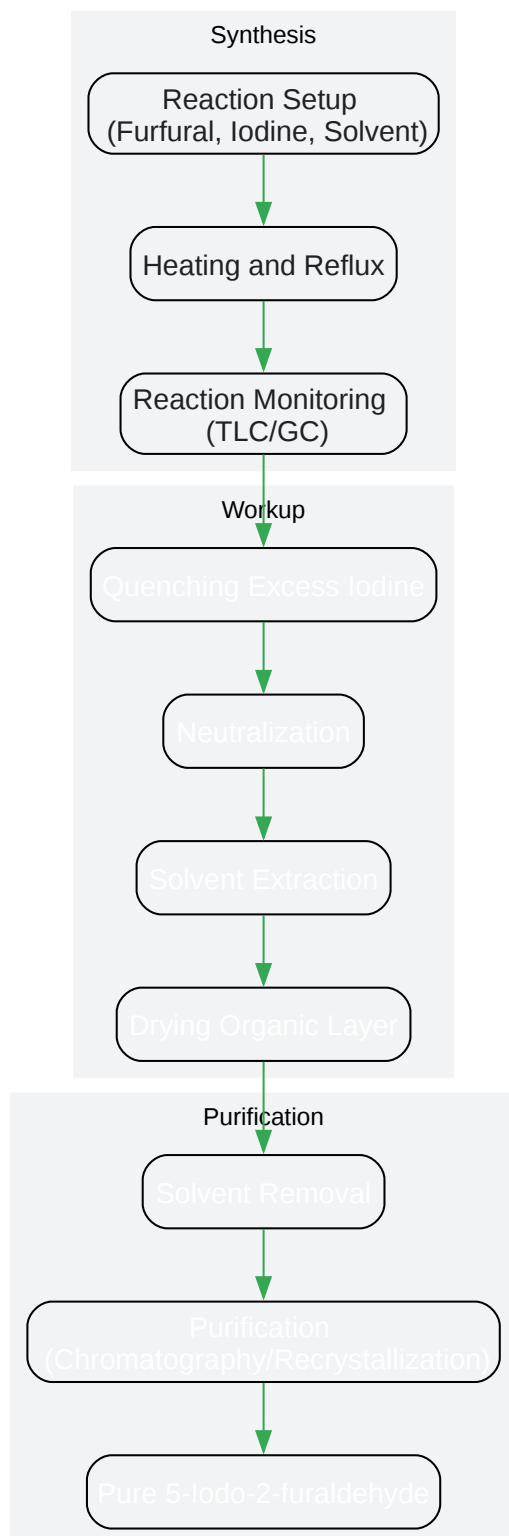 Synthesis
Reaction Setup
(Furfural, Iodine, Solvent)
Heating and Reflux
Reaction Monitoring
(TLC/GC)
Workup
Quenching Excess Iodine
Neutralization
Solvent Extraction
Drying Organic Layer
Purification
Solvent Removal
Purification
(Chromatography/Recrystallization)
Pure 5-Iodo-2-furaldehyde